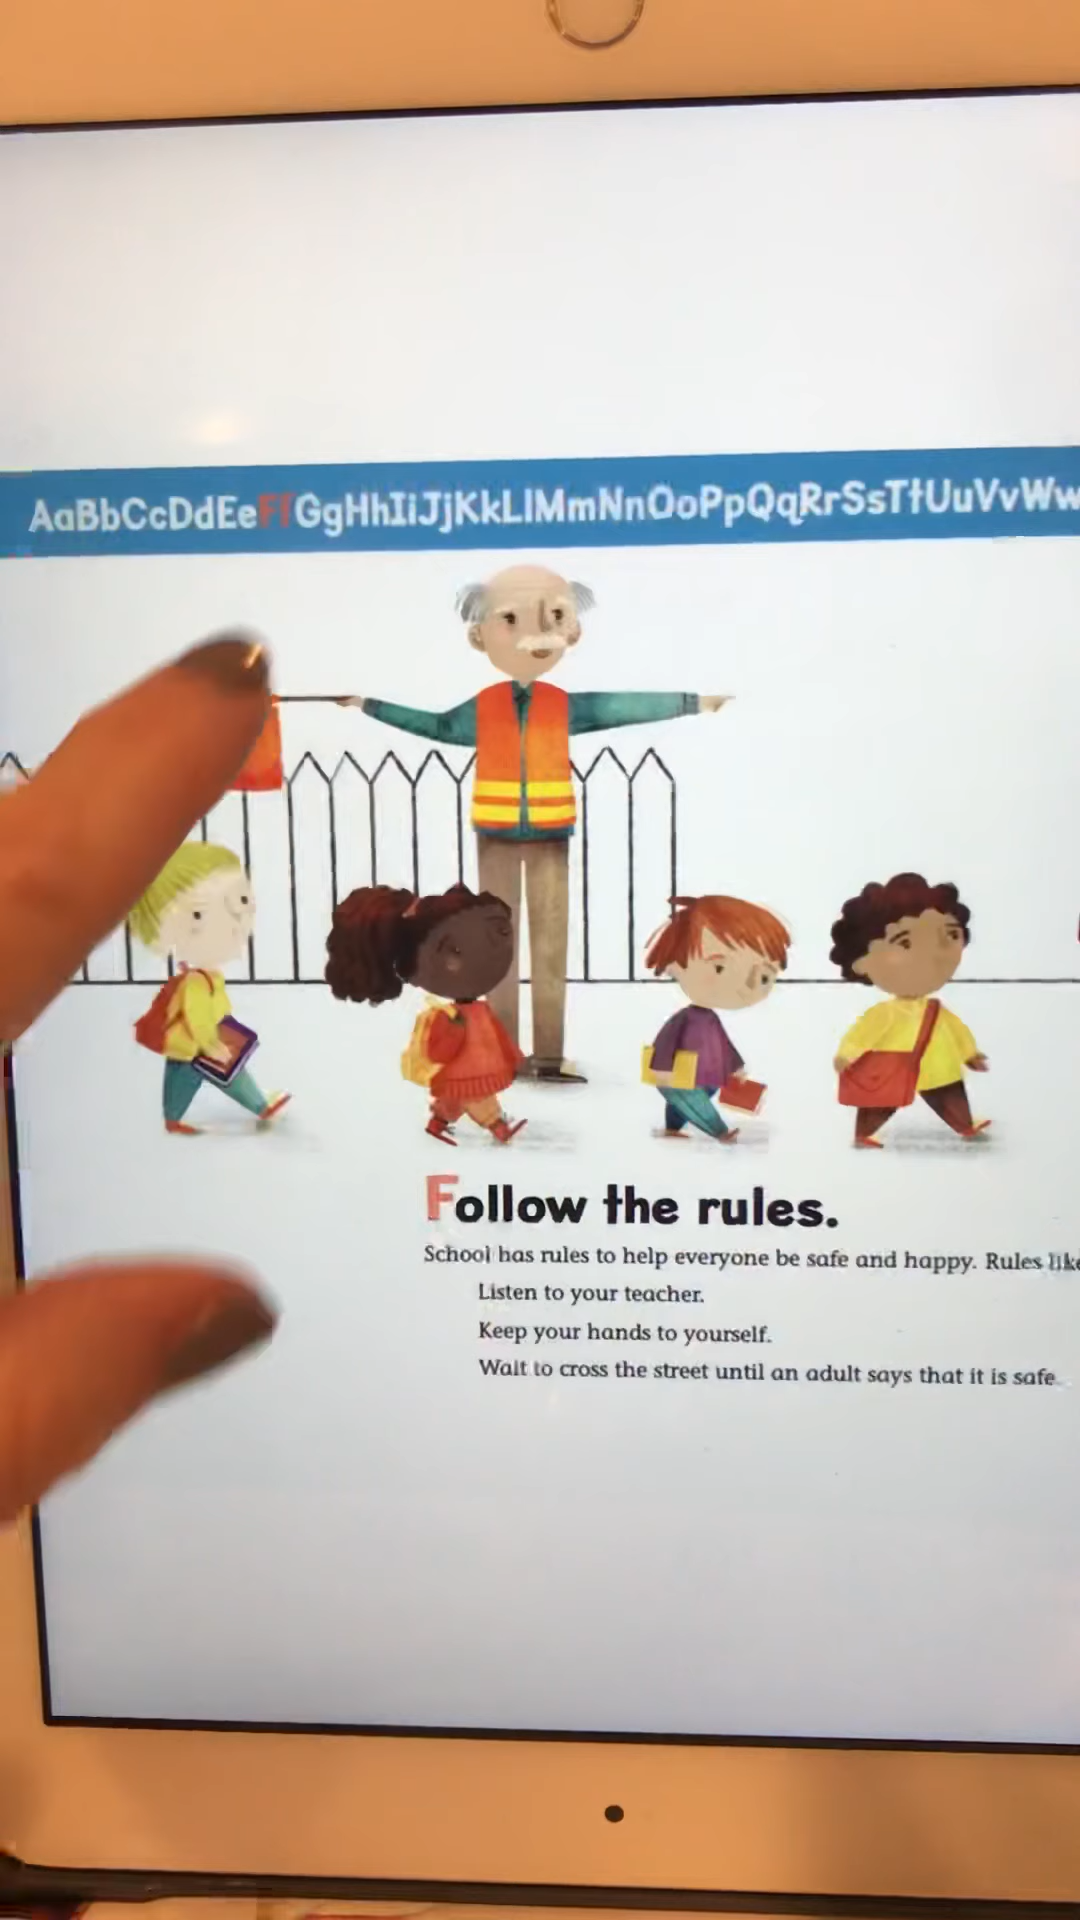 AaBbCcDdEeFfGgHhIiJjKkLlMmNnOoPpQqRrSsTtUuVvWw
Follow the rules.
School has rules to help everyone be safe and happy. Rules like
Listen to your teacher.
Keep your hands to yourself.
Wait to cross the street until an adult says that it is safe